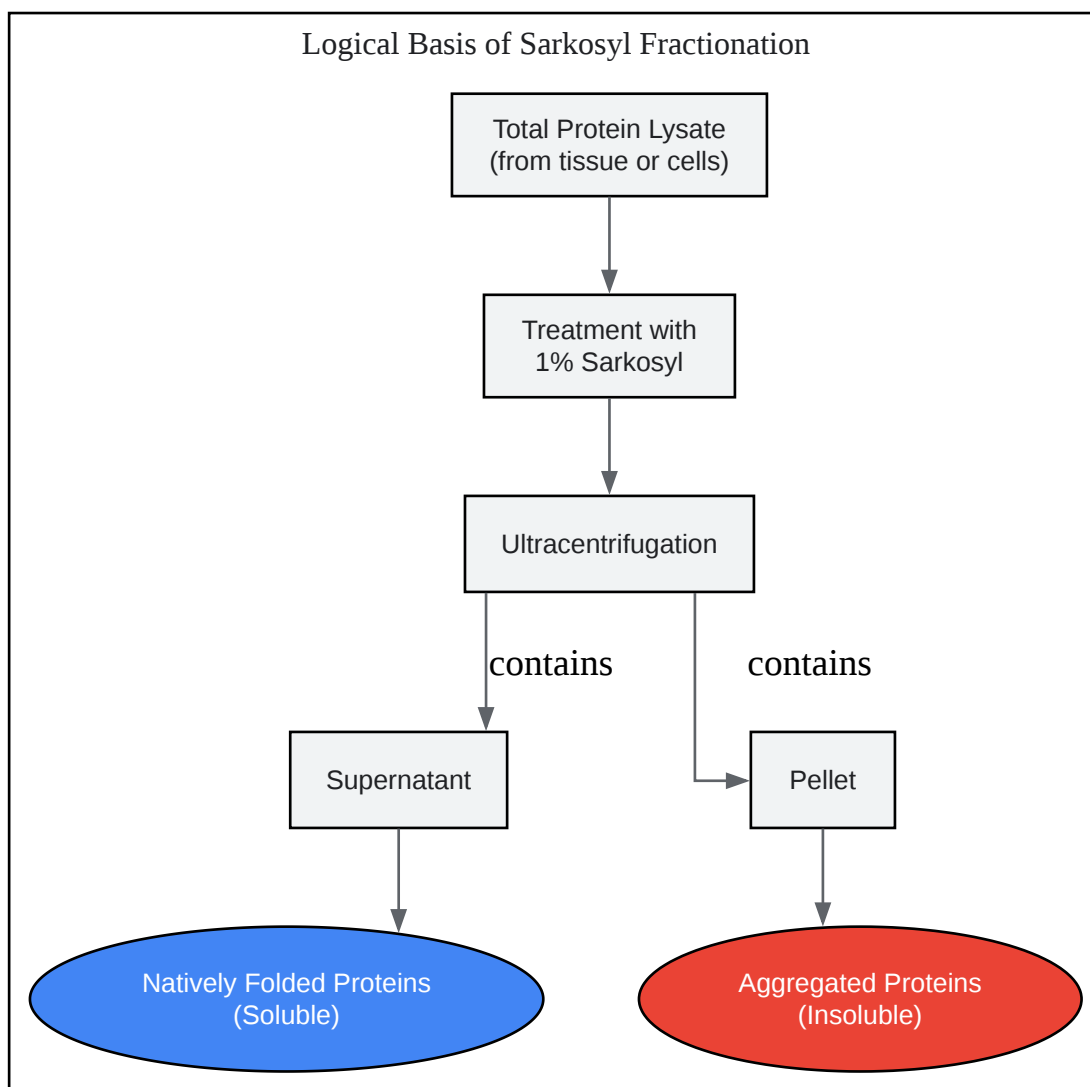 Logical Basis of Sarkosyl Fractionation
Total Protein Lysate
(from tissue or cells)
Treatment with
1% Sarkosyl
Ultracentrifugation
contains
contains
Supernatant
Pellet
Natively Folded Proteins
(Soluble)
Aggregated Proteins
(Insoluble)